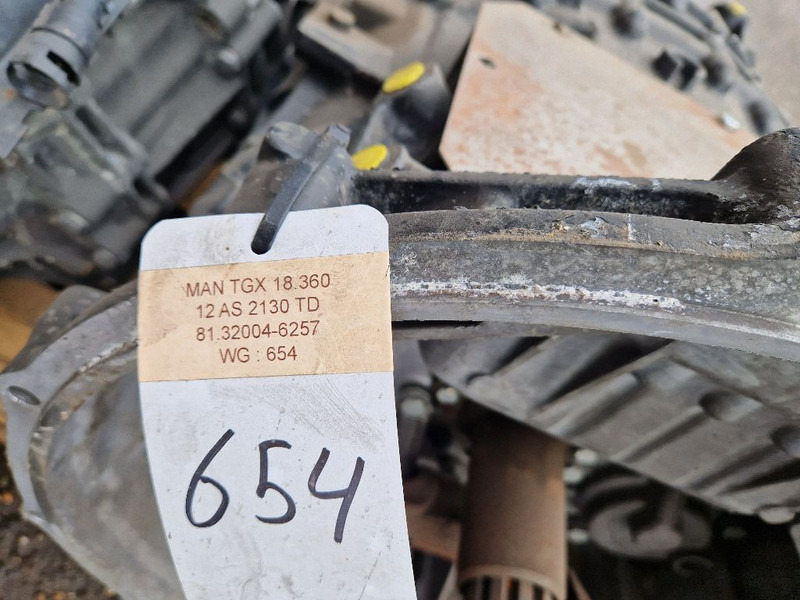 MAN TGX 18.360
12 AS 2130 TD
81.32004-6257
WG : 654
654